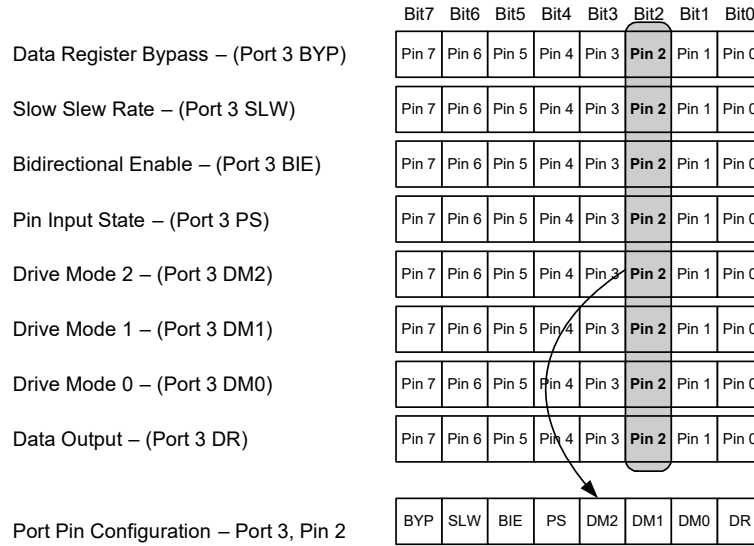 Bit7 Bit6 Bit5 Bit4 Bit3 Bit2 Bit1 Bit0
Data Register Bypass – (Port 3 BYP) Pin 7 Pin 6 Pin 5 Pin 4 Pin 3 Pin 2 Pin 1 Pin 0
Slow Slew Rate – (Port 3 SLW) Pin 7 Pin 6 Pin 5 Pin 4 Pin 3 Pin 2 Pin 1 Pin 0
Bidirectional Enable – (Port 3 BIE) Pin 7 Pin 6 Pin 5 Pin 4 Pin 3 Pin 2 Pin 1 Pin 0
Pin Input State – (Port 3 PS) Pin 7 Pin 6 Pin 5 Pin 4 Pin 3 Pin 2 Pin 1 Pin 0
Drive Mode 2 – (Port 3 DM2) Pin 7 Pin 6 Pin 5 Pin 4 Pin 3 Pin 2 Pin 1 Pin 0
Drive Mode 1 – (Port 3 DM1) Pin 7 Pin 6 Pin 5 Pin 4 Pin 3 Pin 2 Pin 1 Pin 0
Drive Mode 0 – (Port 3 DM0) Pin 7 Pin 6 Pin 5 Pin 4 Pin 3 Pin 2 Pin 1 Pin 0
Data Output – (Port 3 DR) Pin 7 Pin 6 Pin 5 Pin 4 Pin 3 Pin 2 Pin 1 Pin 0
Port Pin Configuration – Port 3, Pin 2 BYP SLW BIE PS DM2 DM1 DM0 DR